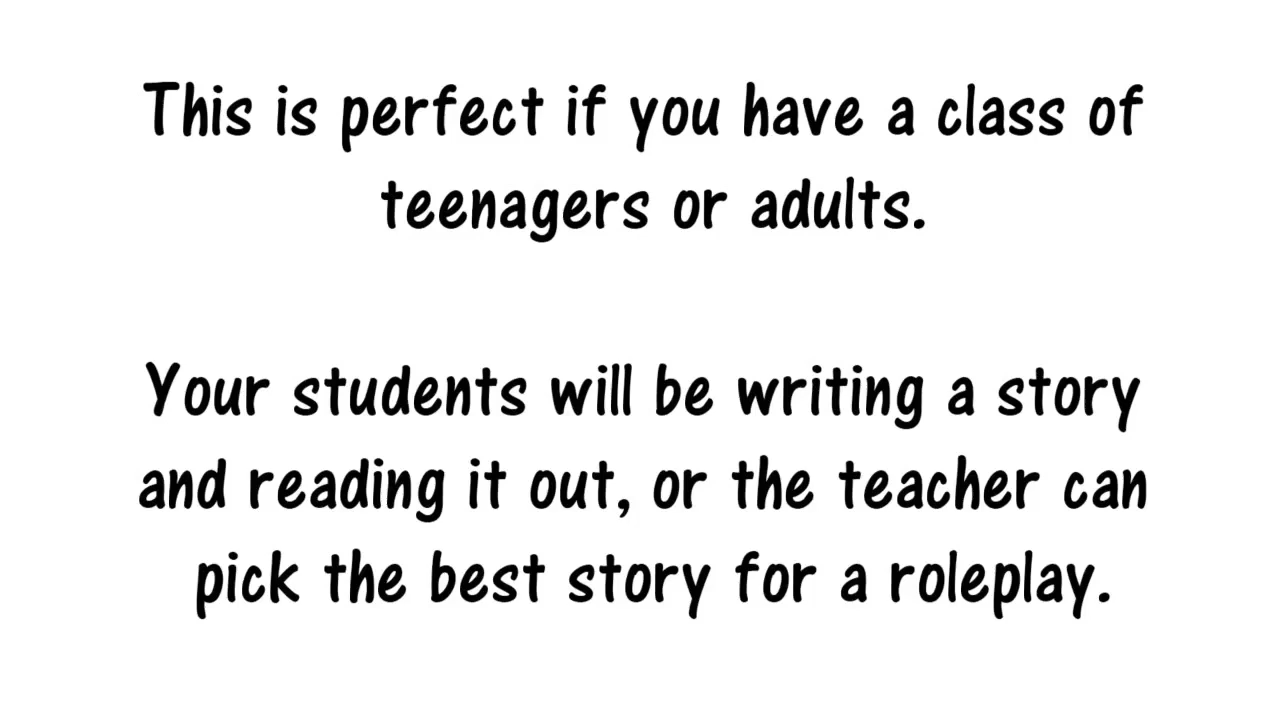 This is perfect if you have a class of
teenagers or adults.
Your students will be writing a story
and reading it out, or the teacher can
pick the best story for a roleplay.